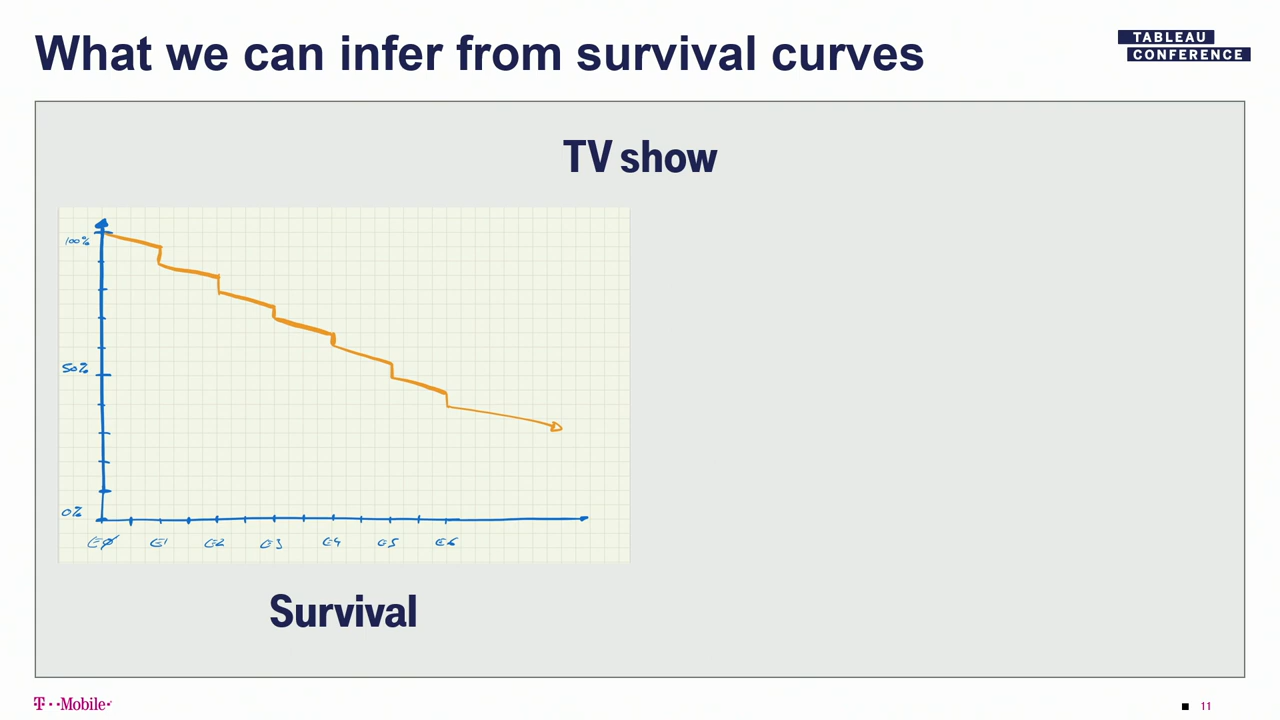 What we can infer from survival curves
TABLEAU
CONFERENCE
TV show
100%
50%
0%
EØ E1 E2 E3 E4 E5 E6
Survival
T··Mobile·
11